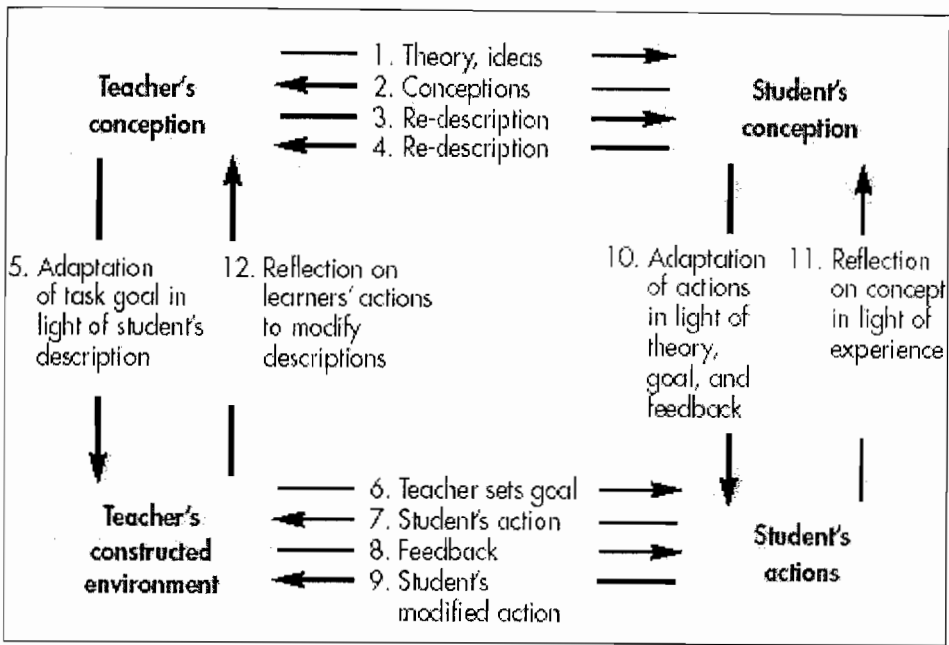 1. Theory, ideas
2. Conceptions
3. Re-description
4. Re-description
Teacher's
conception
Student's
conception
5. Adaptation
of task goal in
light of student's
description
12. Reflection on
learners' actions
to modify
descriptions
10. Adaptation
of actions
in light of
theory,
goal, and
feedback
11. Reflection
on concept
in light of
experience
6. Teacher sets goal
7. Student's action
8. Feedback
9. Student's
modified action
Teacher's
constructed
environment
Student's
actions